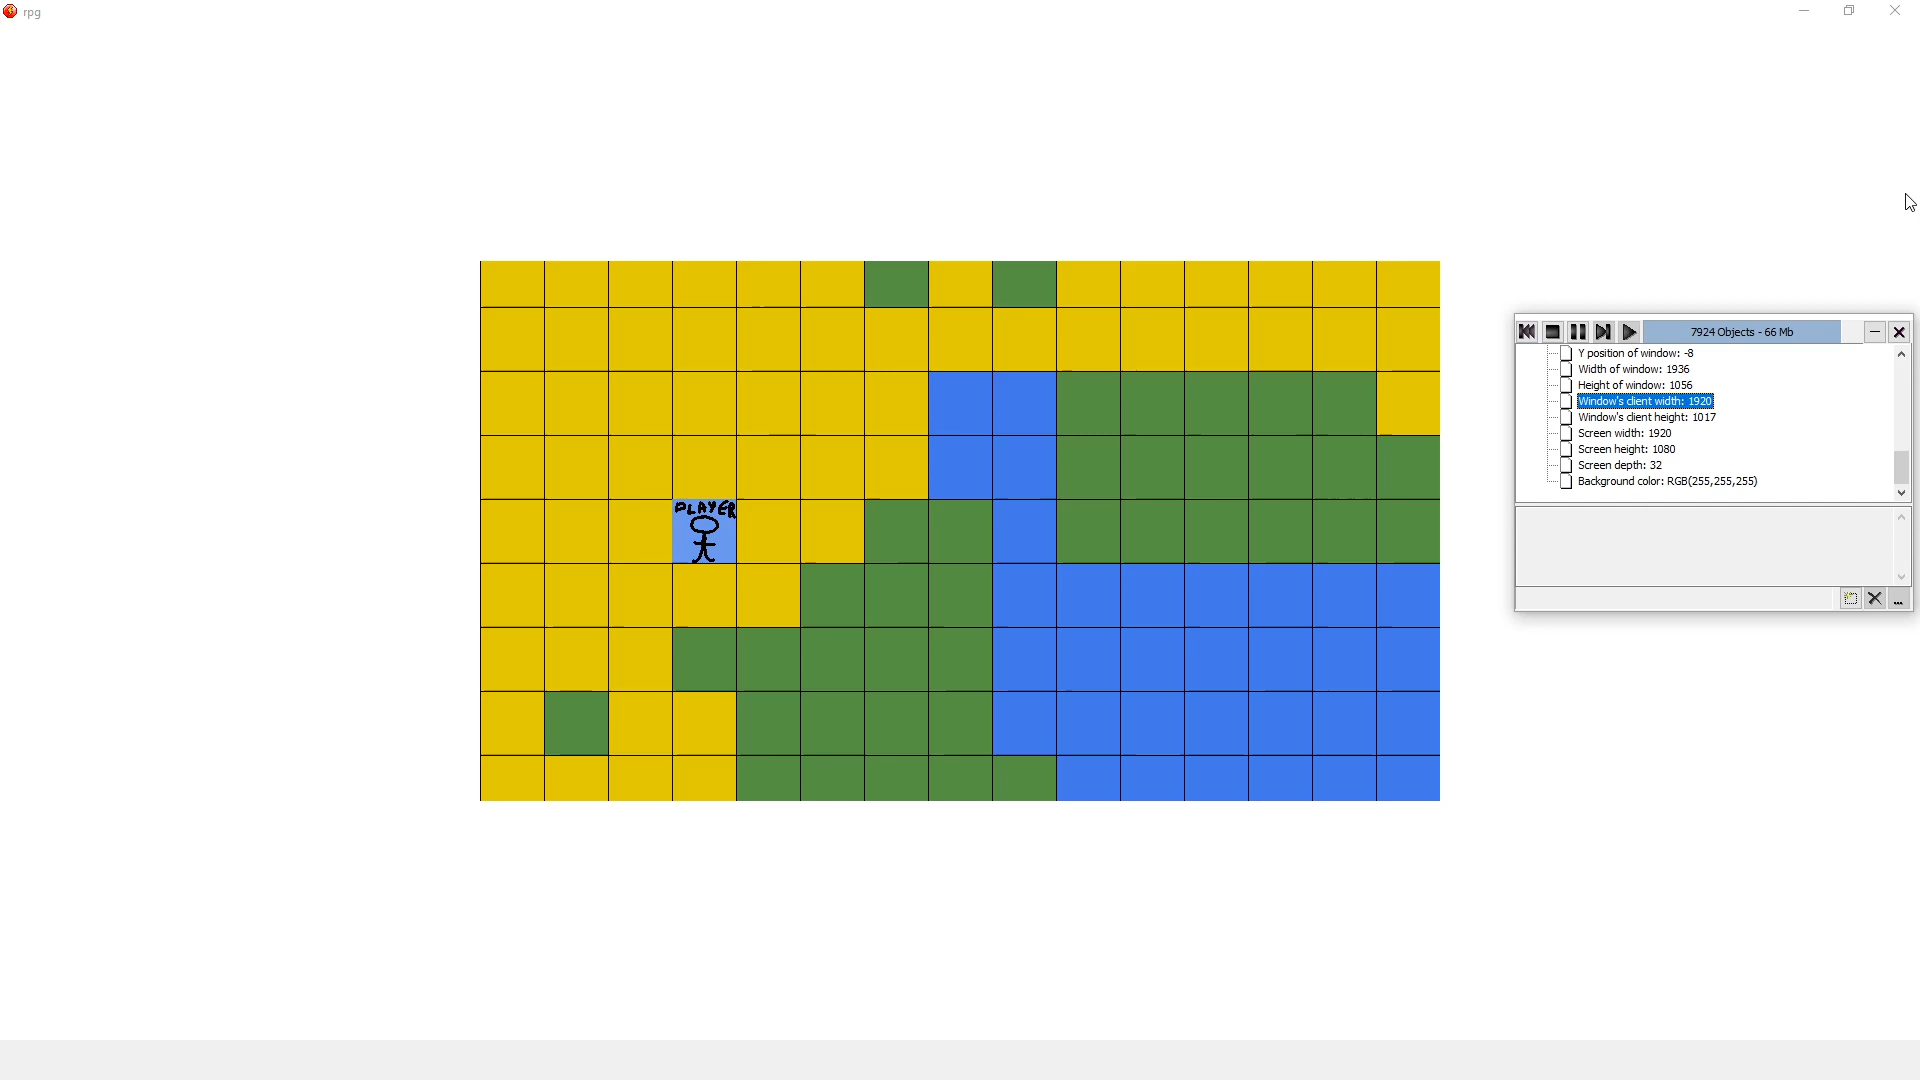 rpg
7924 Objects - 66 Mb
Y position of window: -8
Width of window: 1936
Height of window: 1056
Window's client width: 1920
Window's client height: 1017
Screen width: 1920
Screen height: 1080
Screen depth: 32
Background color: RGB(255,255,255)
PLAYER
...